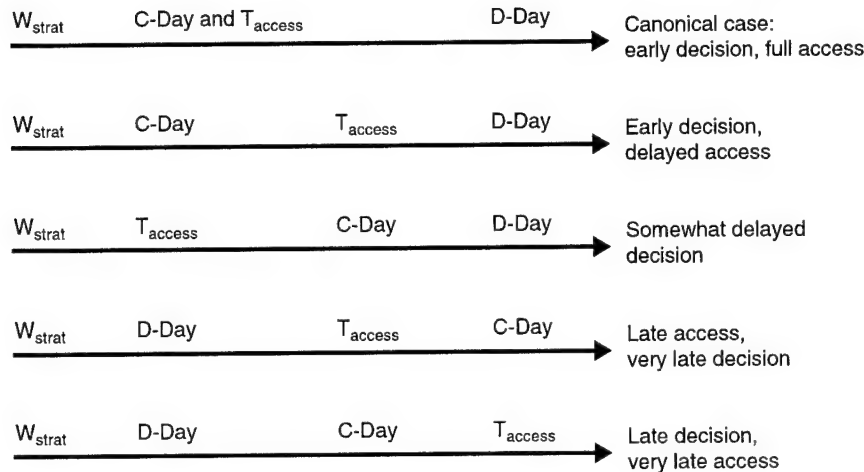 W_strat C-Day and T_access D-Day Canonical case:
early decision, full access
W_strat C-Day T_access D-Day Early decision,
delayed access
W_strat T_access C-Day D-Day Somewhat delayed
decision
W_strat D-Day T_access C-Day Late access,
very late decision
W_strat D-Day C-Day T_access Late decision,
very late access